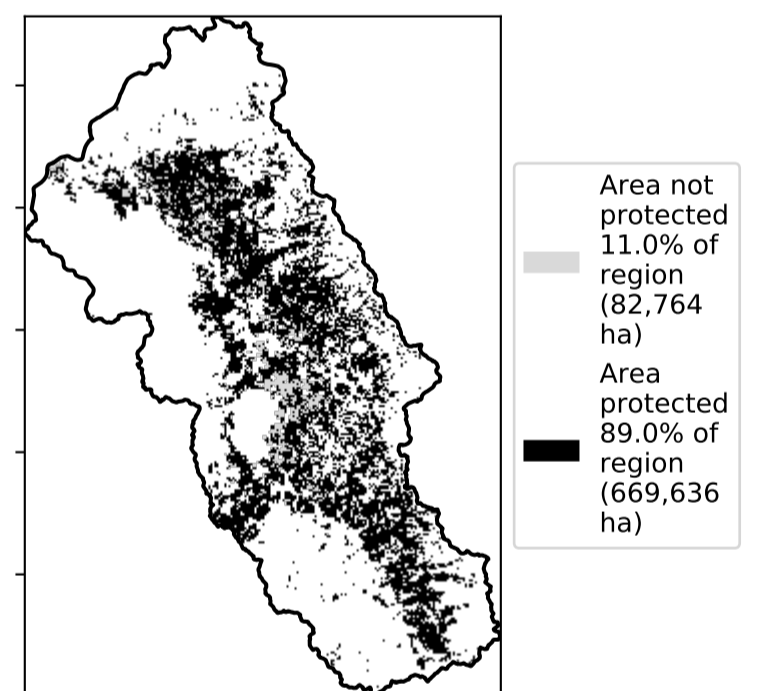 Area not
protected
11.0% of
region
(82,764
ha)
Area
protected
89.0% of
region
(669,636
ha)